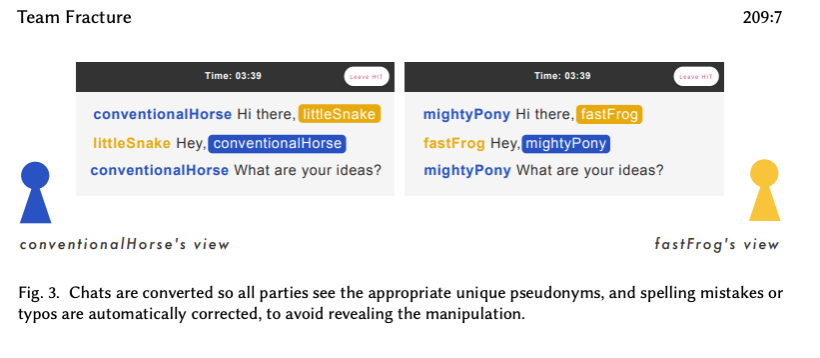 Team Fracture 209:7
Time: 03:39 Leave HIT
conventionalHorse Hi there, littleSnake
littleSnake Hey, conventionalHorse
conventionalHorse What are your ideas?
conventionalHorse's view
Time: 03:39 Leave HIT
mightyPony Hi there, fastFrog
fastFrog Hey, mightyPony
mightyPony What are your ideas?
fastFrog's view
Fig. 3. Chats are converted so all parties see the appropriate unique pseudonyms, and spelling mistakes or
typos are automatically corrected, to avoid revealing the manipulation.